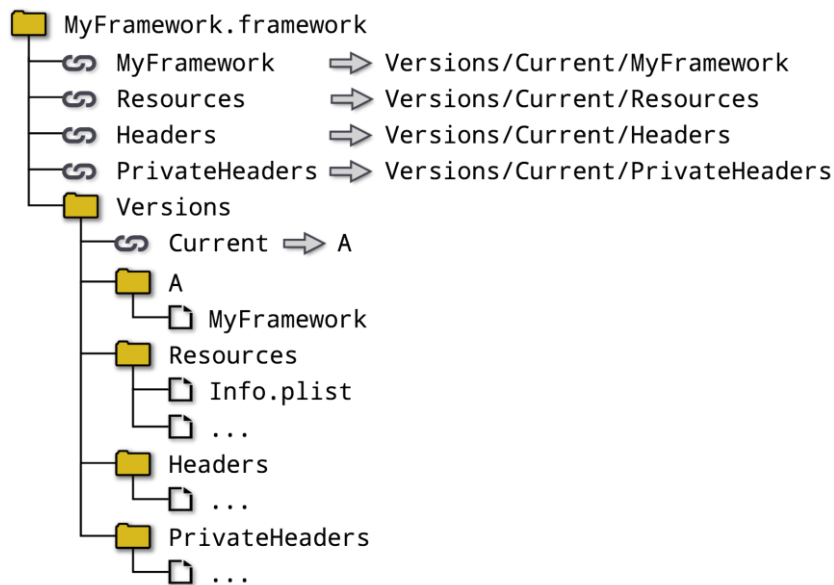 MyFramework.framework
MyFramework Versions/Current/MyFramework
Resources Versions/Current/Resources
Headers Versions/Current/Headers
PrivateHeaders Versions/Current/PrivateHeaders
Versions
Current A
A
MyFramework
Resources
Info.plist
...
Headers
...
PrivateHeaders
...